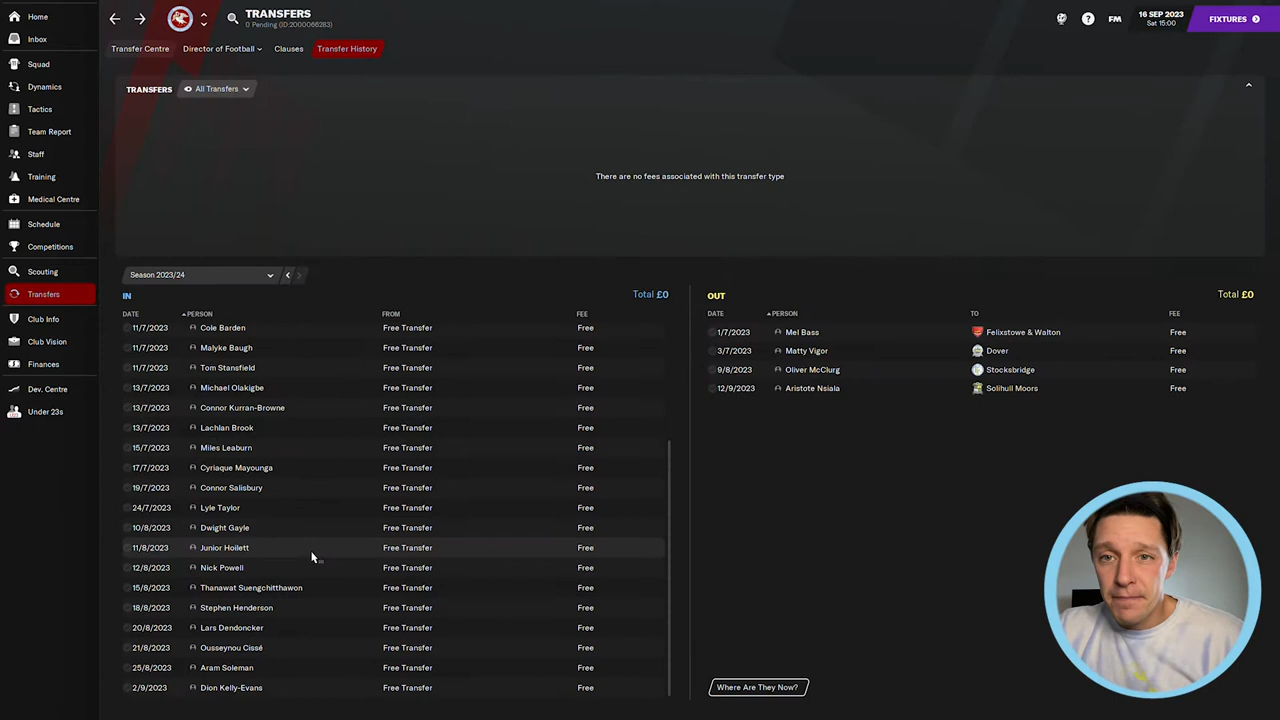 Home
Inbox
Squad
Dynamics
Tactics
Team Report
Staff
Training
Medical Centre
Schedule
Competitions
Scouting
Transfers
Club Info
Club Vision
Finances
Dev. Centre
Under 23s
TRANSFERS
0 Pending (ID:2000066283)
FM
16 SEP 2023
Sat 15:00
FIXTURES
Transfer Centre Director of Football Clauses Transfer History
TRANSFERS All Transfers
There are no fees associated with this transfer type
Season 2023/24
IN Total £0
DATE PERSON FROM FEE
11/7/2023 Cole Barden Free Transfer Free
11/7/2023 Malyke Baugh Free Transfer Free
11/7/2023 Tom Stansfield Free Transfer Free
13/7/2023 Michael Olakigbe Free Transfer Free
13/7/2023 Connor Kurran-Browne Free Transfer Free
13/7/2023 Lachlan Brook Free Transfer Free
15/7/2023 Miles Leaburn Free Transfer Free
17/7/2023 Cyriaque Mayounga Free Transfer Free
19/7/2023 Connor Salisbury Free Transfer Free
24/7/2023 Lyle Taylor Free Transfer Free
10/8/2023 Dwight Gayle Free Transfer Free
11/8/2023 Junior Hoilett Free Transfer Free
12/8/2023 Nick Powell Free Transfer Free
15/8/2023 Thanawat Suengchitthawon Free Transfer Free
18/8/2023 Stephen Henderson Free Transfer Free
20/8/2023 Lars Dendoncker Free Transfer Free
21/8/2023 Ousseynou Cissé Free Transfer Free
25/8/2023 Aram Soleman Free Transfer Free
2/9/2023 Dion Kelly-Evans Free Transfer Free
OUT Total £0
DATE PERSON TO FEE
1/7/2023 Mel Bass Felixstowe & Walton Free
3/7/2023 Matty Vigor Dover Free
9/8/2023 Oliver McClurg Stocksbridge Free
12/9/2023 Aristote Nsiala Solihull Moors Free
Where Are They Now?